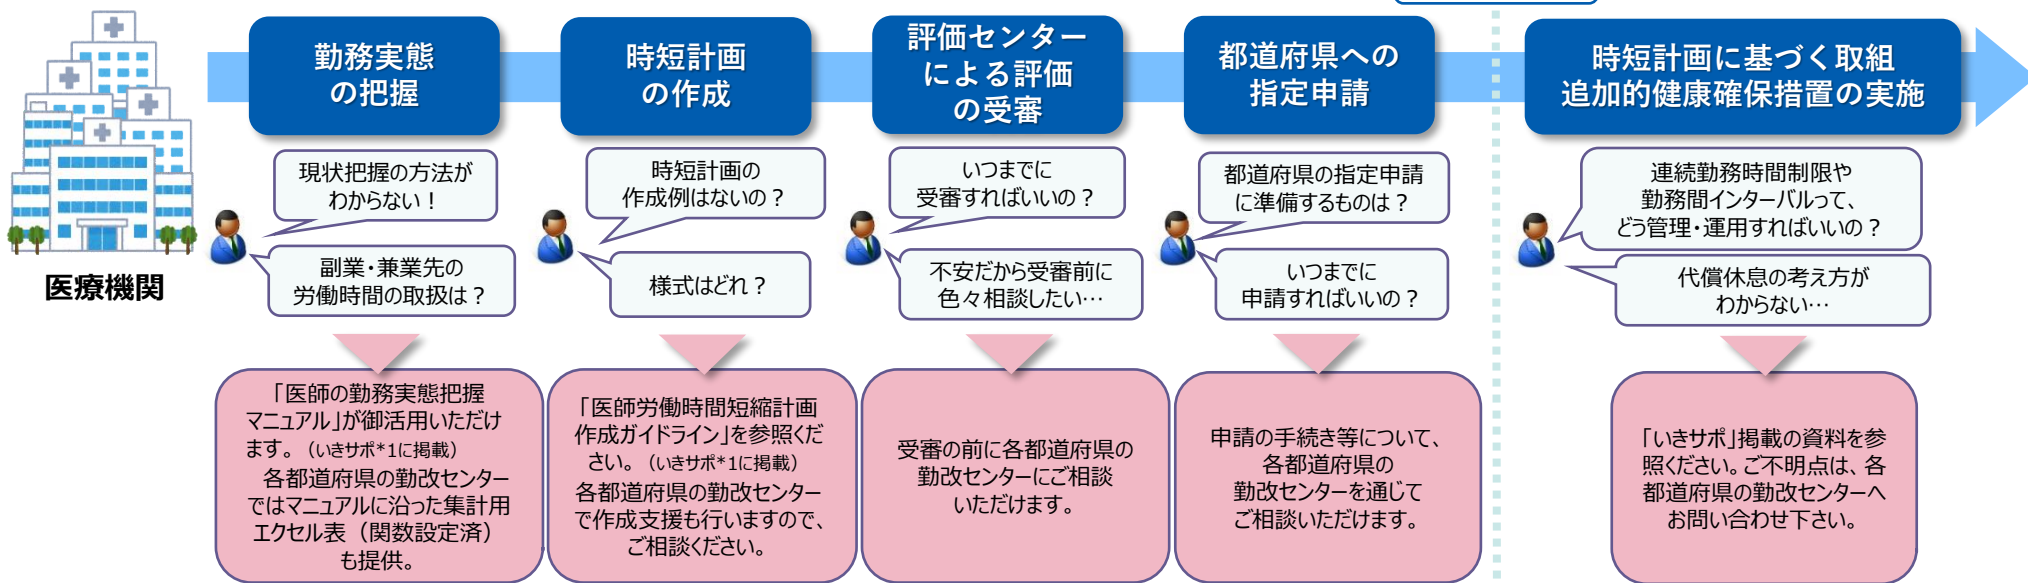 勤務実態
の把握
時短計画
の作成
評価センター
による評価
の受審
都道府県への
指定申請
時短計画に基づく取組
追加的健康確保措置の実施
医療機関
現状把握の方法が
わからない！
副業・兼業先の
労働時間の取扱は？
時短計画の
作成例はないの？
様式はどれ？
いつまでに
受審すればいいの？
不安だから受審前に
色々相談したい…
都道府県の指定申請
に準備するものは？
いつまでに
申請すればいいの？
連続勤務時間制限や
勤務間インターバルって、
どう管理・運用すればいいの？
代償休息の考え方が
わからない…
「医師の勤務実態把握
マニュアル」が御活用いただけ
ます。（いきサポ*1に掲載）
各都道府県の勤改センター
ではマニュアルに沿った集計用
エクセル表（関数設定済）
も提供。
「医師労働時間短縮計画
作成ガイドライン」を参照くだ
さい。（いきサポ*1に掲載）
各都道府県の勤改センター
で作成支援も行いますので、
ご相談ください。
受審の前に各都道府県の
勤改センターにご相談
いただけます。
申請の手続き等について、
各都道府県の
勤改センターを通じて
ご相談いただけます。
「いきサポ」掲載の資料を参
照ください。ご不明点は、各
都道府県の勤改センターへ
お問い合わせ下さい。